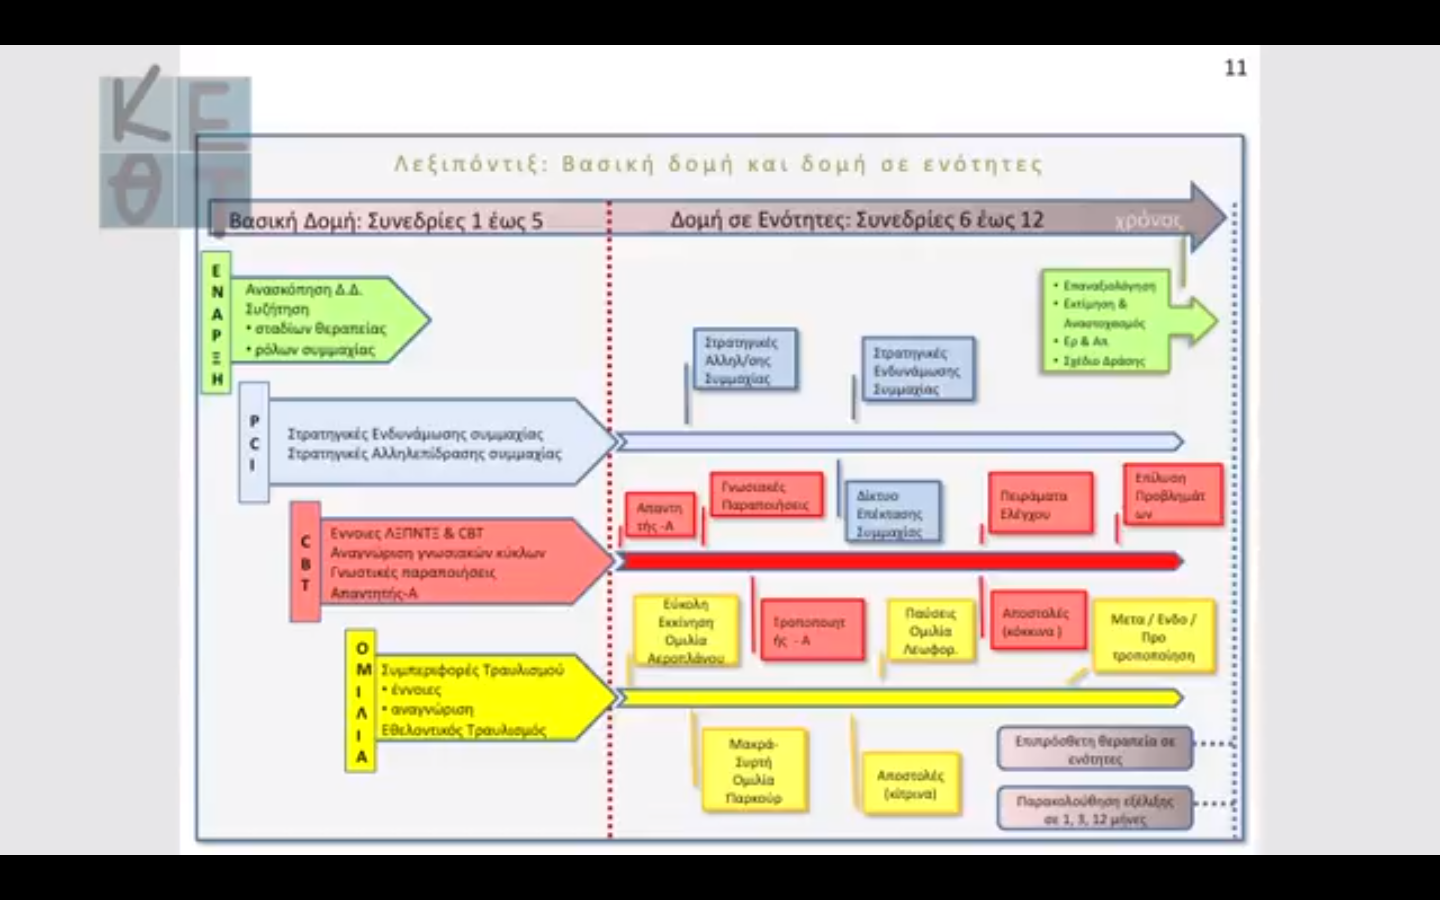 11
ΚΕΘΤ
Λεξιπόντιξ: Βασική δομή και δομή σε ενότητες
Βασική Δομή: Συνεδρίες 1 έως 5
Δομή σε Ενότητες: Συνεδρίες 6 έως 12
χρόνος
ΕΝΑΡΞΗ
Ανασκόπηση Δ.Δ.
Συζήτηση
• σταδίων θεραπείας
• ρόλων συμμαχίας
• Επαναξιολόγηση
• Εκτίμηση &
Αναστοχασμός
• Ερ & Απ
• Σχέδιο Δράσης
Στρατηγικές
Αλληλ/σης
Συμμαχίας
Στρατηγικές
Ενδυνάμωσης
Συμμαχίας
PCI
Στρατηγικές Ενδυνάμωσης συμμαχίας
Στρατηγικές Αλληλεπίδρασης συμμαχίας
Απαντη
τής -Α
Γνωσιακές
Παραποιήσεις
Δίκτυο
Επέκτασης
Συμμαχίας
Πειράματα
Ελέγχου
Επίλυση
Προβλημάτ
ων
CBT
Εννοιες ΛΞΠΝΤΞ & CBT
Αναγνώριση γνωσιακών κύκλων
Γνωστικές παραποιήσεις
Απαντητής-Α
Εύκολη
Εκκίνηση
Ομιλία
Αεροπλάνου
Τροποποιητ
ής - Α
Παύσεις
Ομιλία
Λεωφορ.
Αποστολές
(κόκκινα )
Μετα / Ενδο /
Προ
τροποποίηση
ΟΜΙΛΙΑ
Συμπεριφορές Τραυλισμού
• έννοιες
• αναγνώριση
Εθελοντικός Τραυλισμός
Μακρά-
Συρτή
Ομιλία
Παρκούρ
Αποστολές
(κίτρινα)
Επιπρόσθετη θεραπεία σε
ενότητες
Παρακολούθηση εξέλιξης
σε 1, 3, 12 μήνες